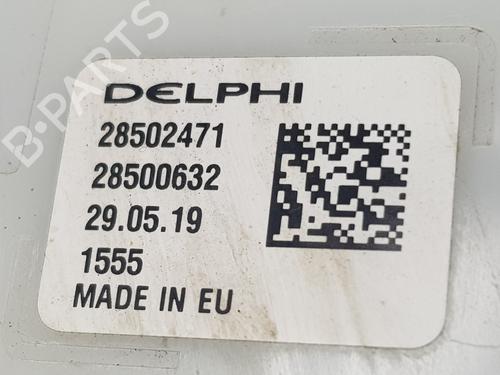 B-PARTS
DELPHI
28502471
28500632
29.05.19
1555
MADE IN EU